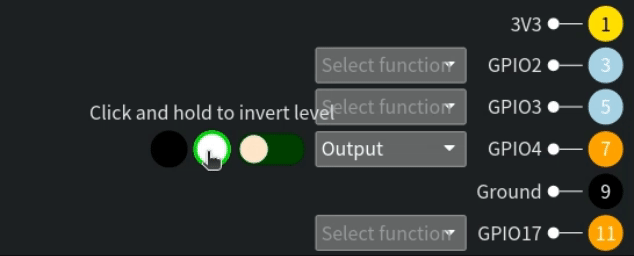 3V3 1
Select function GPIO2 3
Select function GPIO3 5
Click and hold to invert level
Output GPIO4 7
Ground 9
Select function GPIO17 11